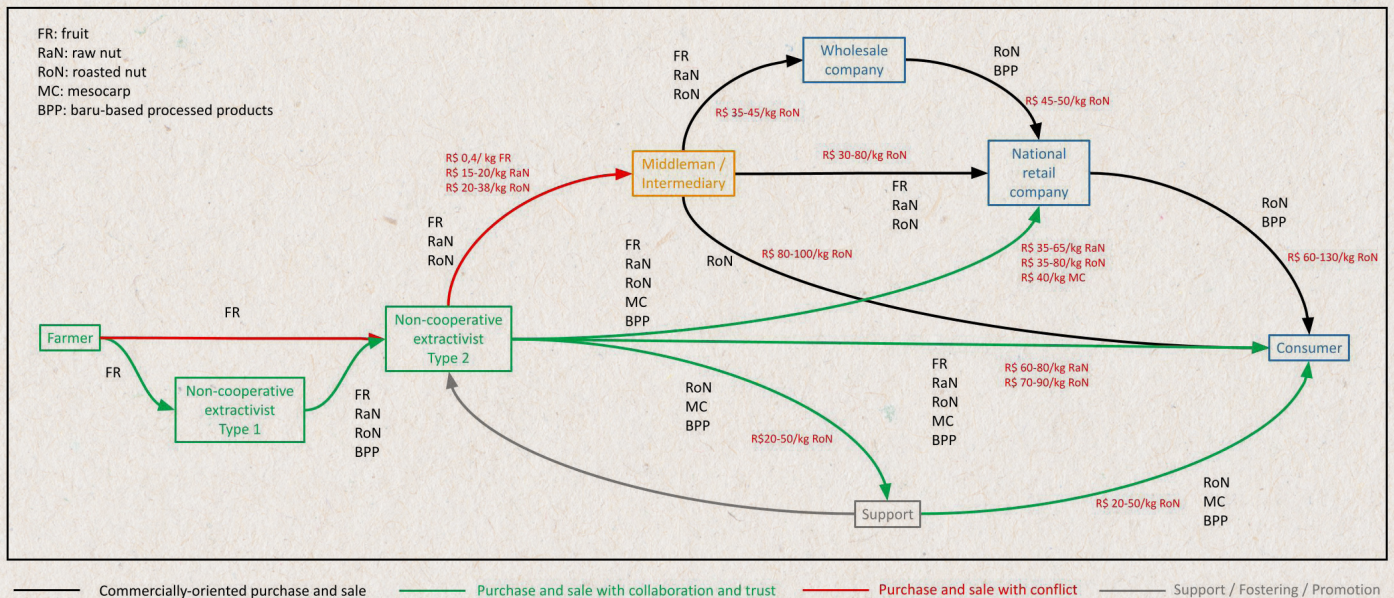 FR: fruit
RaN: raw nut
RoN: roasted nut
MC: mesocarp
BPP: baru-based processed products
Wholesale
company
FR
RaN
RoN
R$ 35-45/kg RoN
RoN
BPP
R$ 45-50/kg RoN
R$ 0,4/ kg FR
R$ 15-20/kg RaN
R$ 20-38/kg RoN
Middleman /
Intermediary
R$ 30-80/kg RoN
FR
RaN
RoN
National
retail
company
RoN
BPP
R$ 60-130/kg RoN
FR
RaN
RoN
FR
RaN
RoN
MC
BPP
RoN
R$ 80-100/kg RoN
R$ 35-65/kg RaN
R$ 35-80/kg RoN
R$ 40/kg MC
Farmer
FR
FR
Non-cooperative
extractivist
Type 1
FR
RaN
RoN
BPP
Non-cooperative
extractivist
Type 2
Consumer
FR
RaN
RoN
MC
BPP
R$ 60-80/kg RaN
R$ 70-90/kg RoN
RoN
MC
BPP
R$20-50/kg RoN
Support
R$ 20-50/kg RoN
RoN
MC
BPP
Commercially-oriented purchase and sale
Purchase and sale with collaboration and trust
Purchase and sale with conflict
Support / Fostering / Promotion